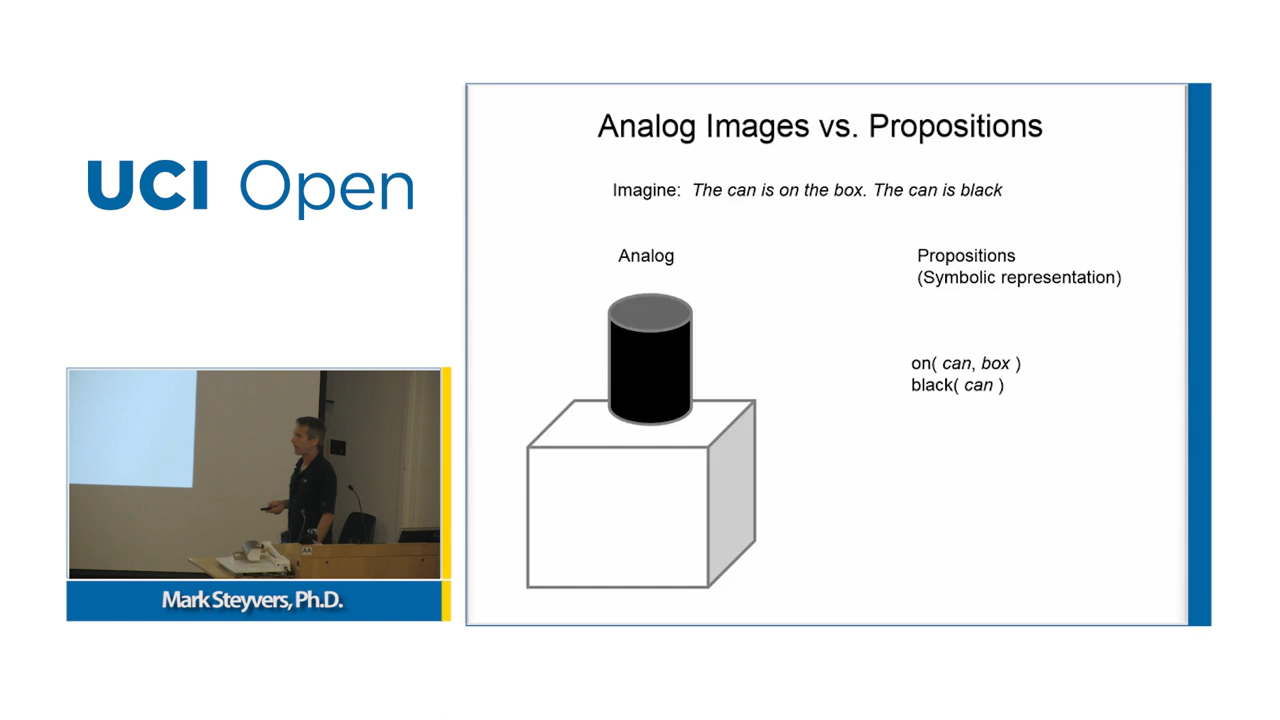 UCI Open
Mark Steyvers, Ph.D.
Analog Images vs. Propositions
Imagine: The can is on the box. The can is black
Analog
Propositions
(Symbolic representation)
on( can, box )
black( can )